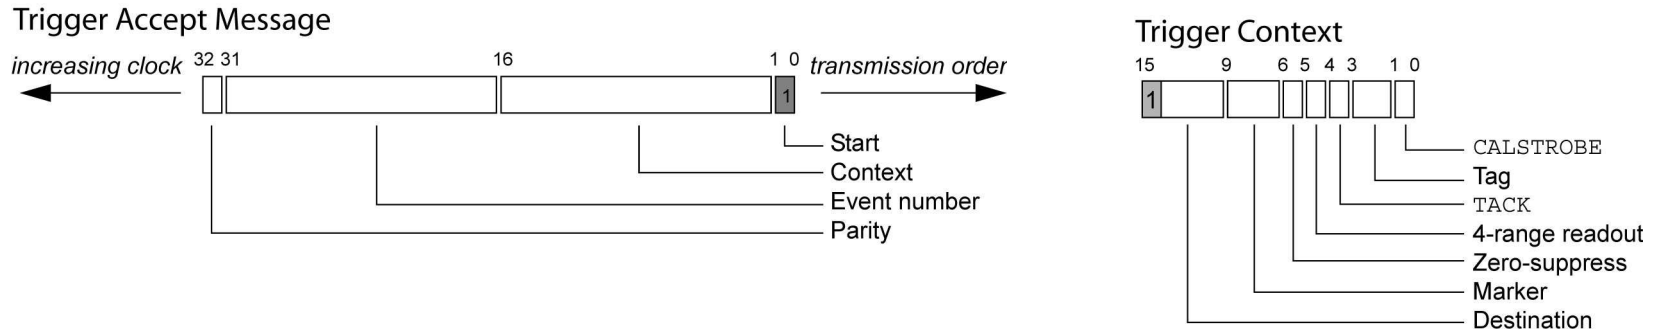 Trigger Accept Message
32 31 16 1 0
increasing clock
transmission order
1
Start
Context
Event number
Parity
Trigger Context
15 9 6 5 4 3 1 0
1
CALSTROBE
Tag
TACK
4-range readout
Zero-suppress
Marker
Destination